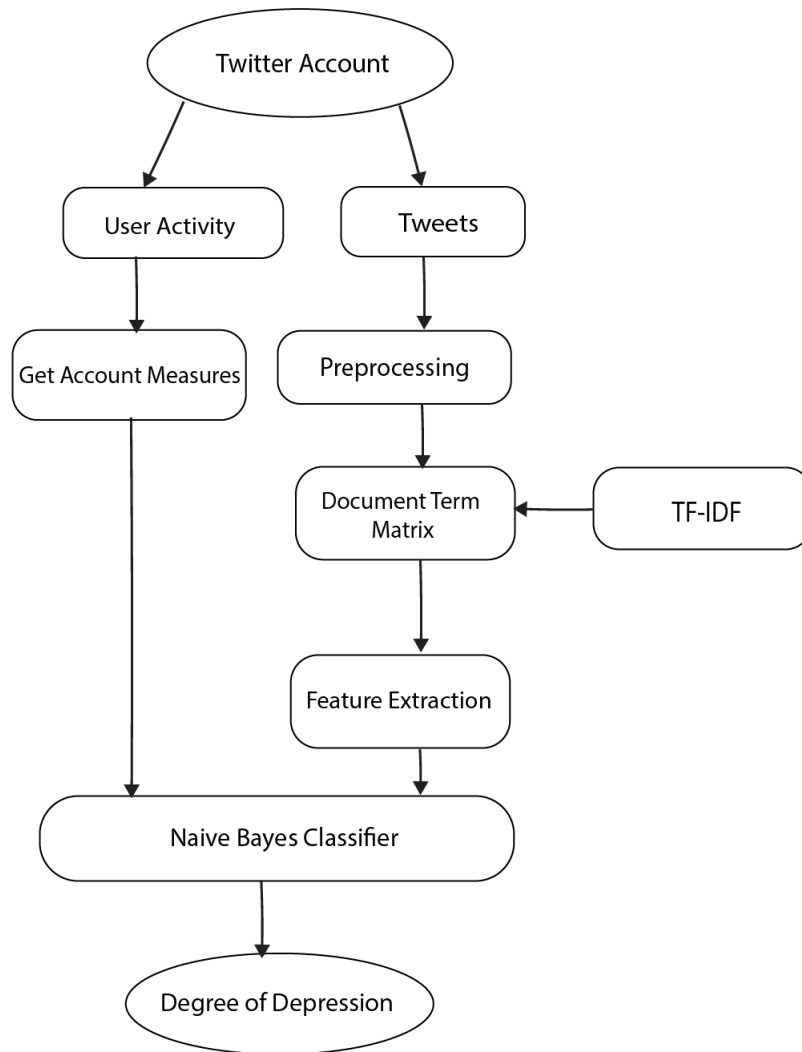 Twitter Account
User Activity
Tweets
Get Account Measures
Preprocessing
Document Term
Matrix
TF-IDF
Feature Extraction
Naive Bayes Classifier
Degree of Depression